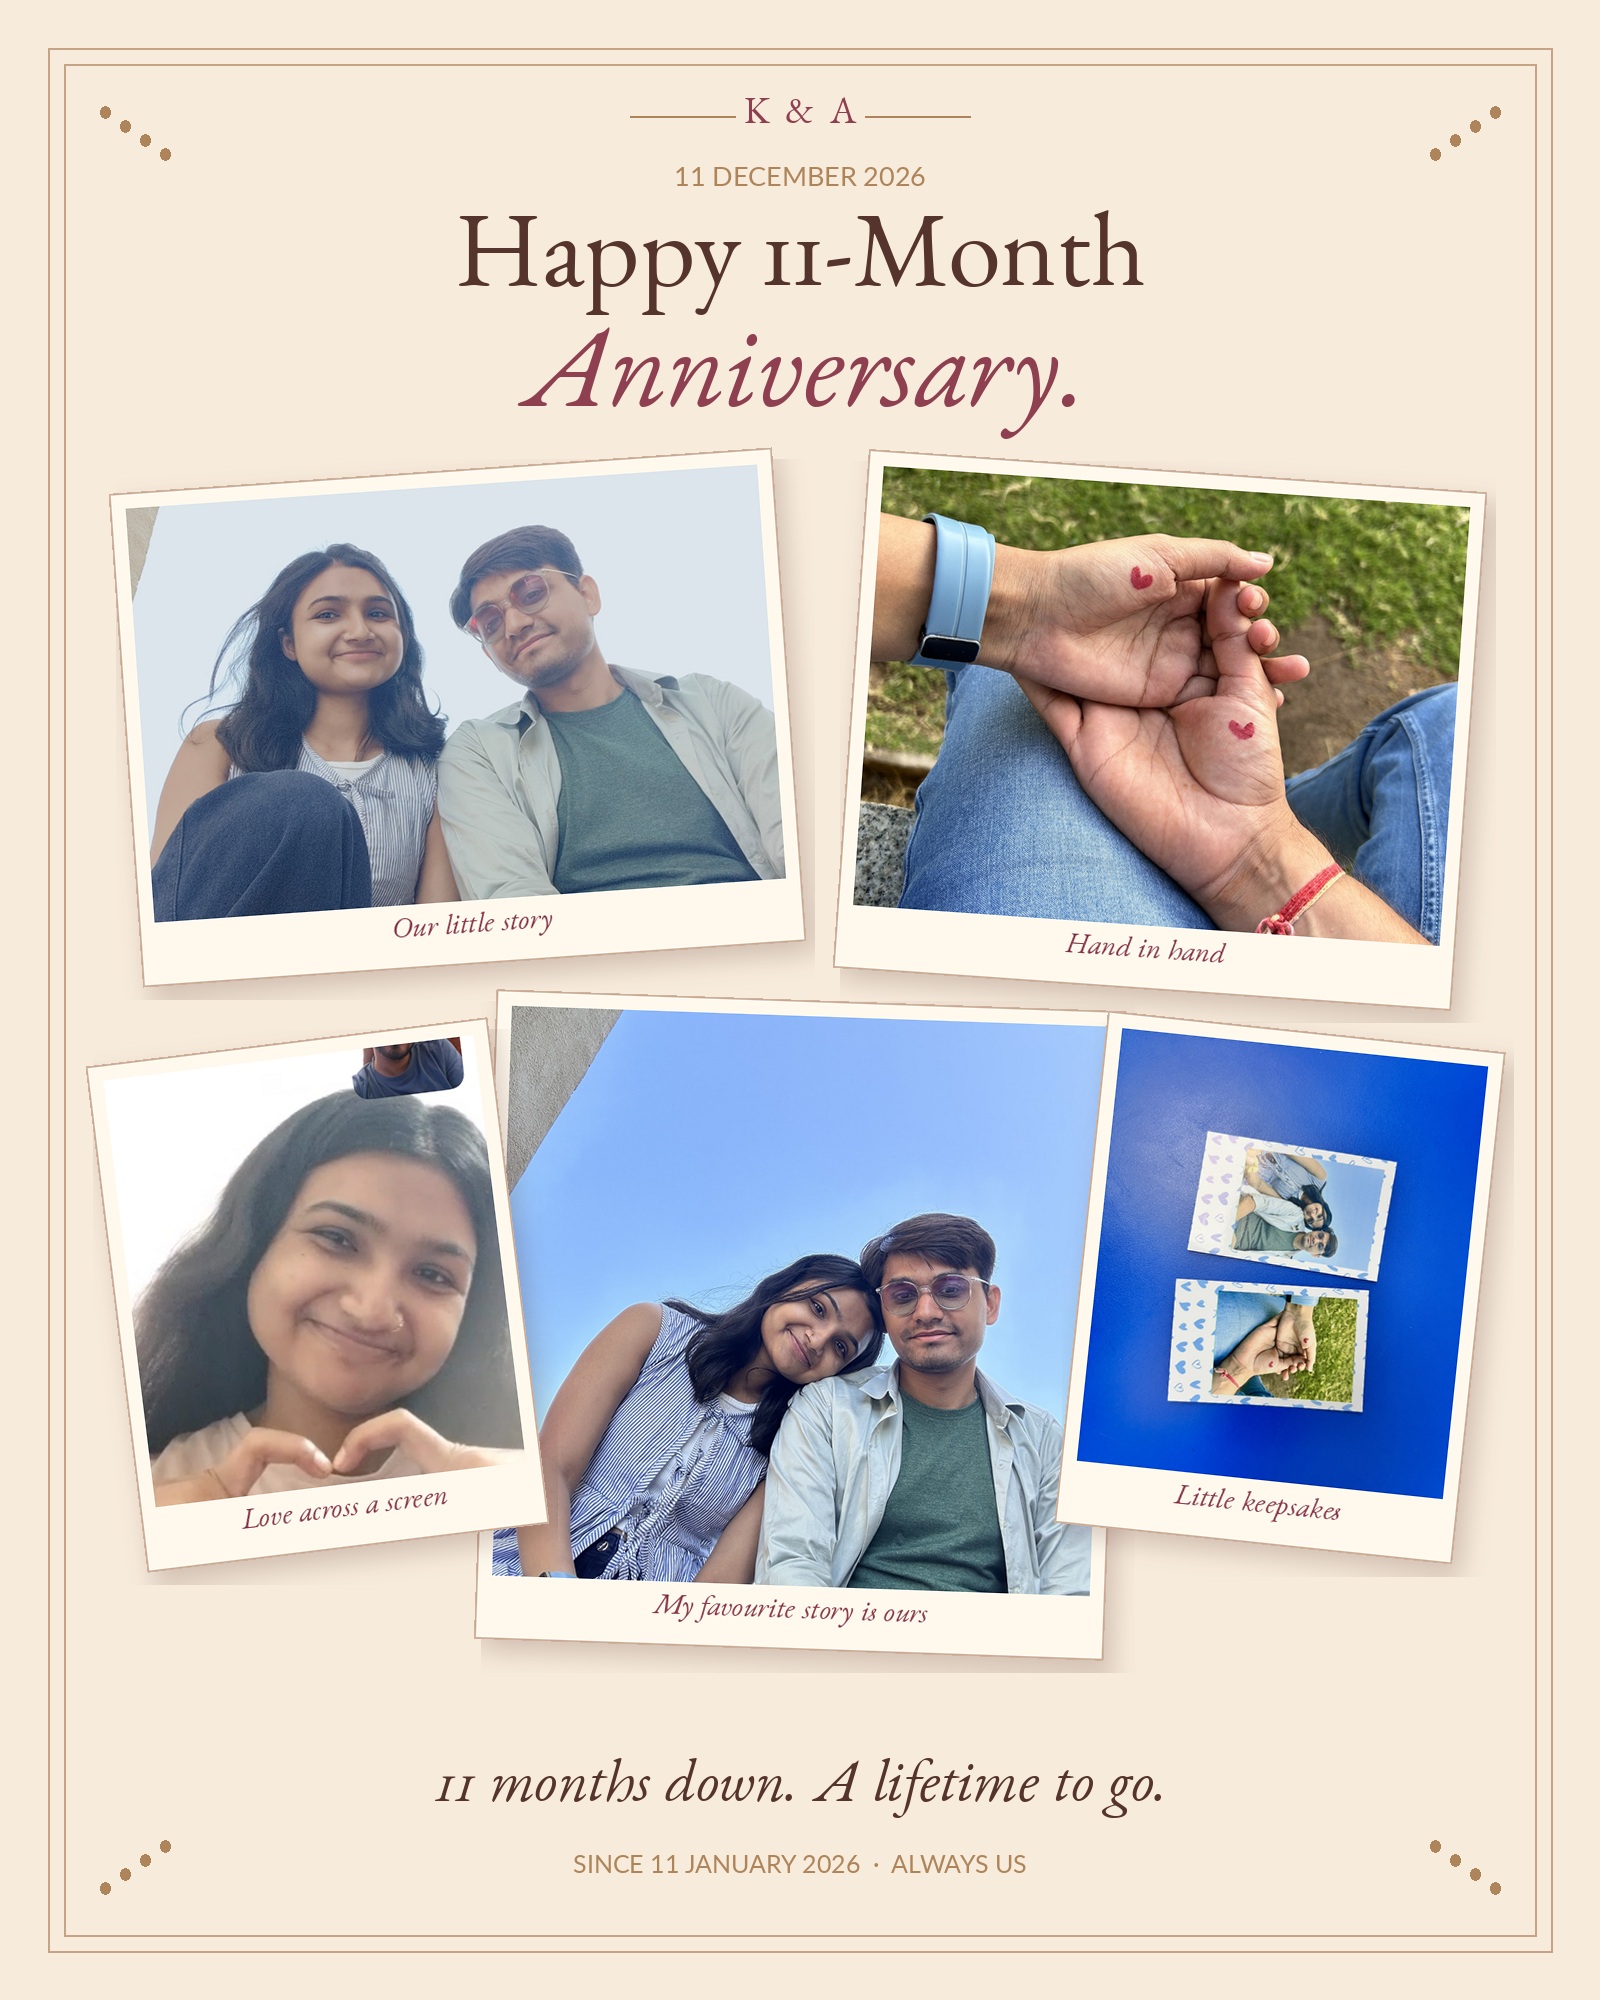 K & A
11 DECEMBER 2026
Happy 11-Month
Anniversary.
Our little story
Hand in hand
Love across a screen
My favourite story is ours
Little keepsakes
11 months down. A lifetime to go.
SINCE 11 JANUARY 2026 · ALWAYS US